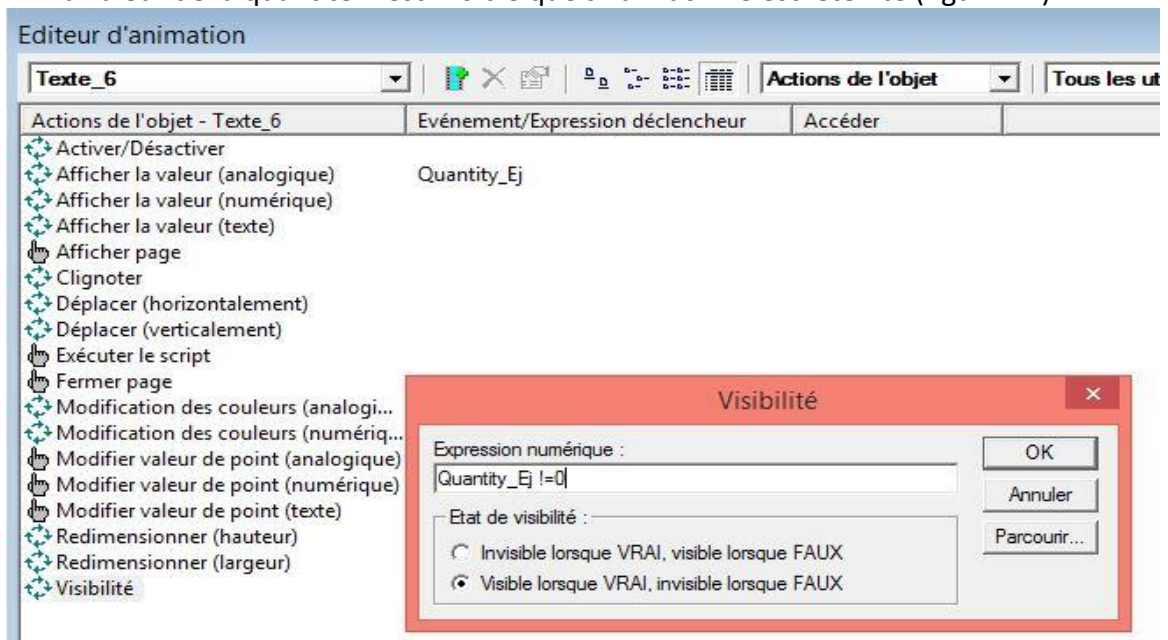 Editeur d'animation
Texte_6 Actions de l'objet Tous les ut
Actions de l'objet - Texte_6 Evénement/Expression déclencheur Accéder
Activer/Désactiver
Afficher la valeur (analogique) Quantity_Ej
Afficher la valeur (numérique)
Afficher la valeur (texte)
Afficher page
Clignoter
Déplacer (horizontalement)
Déplacer (verticalement)
Exécuter le script
Fermer page
Modification des couleurs (analogi...
Modification des couleurs (numériq...
Modifier valeur de point (analogique)
Modifier valeur de point (numérique)
Modifier valeur de point (texte)
Redimensionner (hauteur)
Redimensionner (largeur)
Visibilité
Visibilité
Expression numérique :
Quantity_Ej !=0
Etat de visibilité :
Invisible lorsque VRAI, visible lorsque FAUX
Visible lorsque VRAI, invisible lorsque FAUX
OK
Annuler
Parcourir...